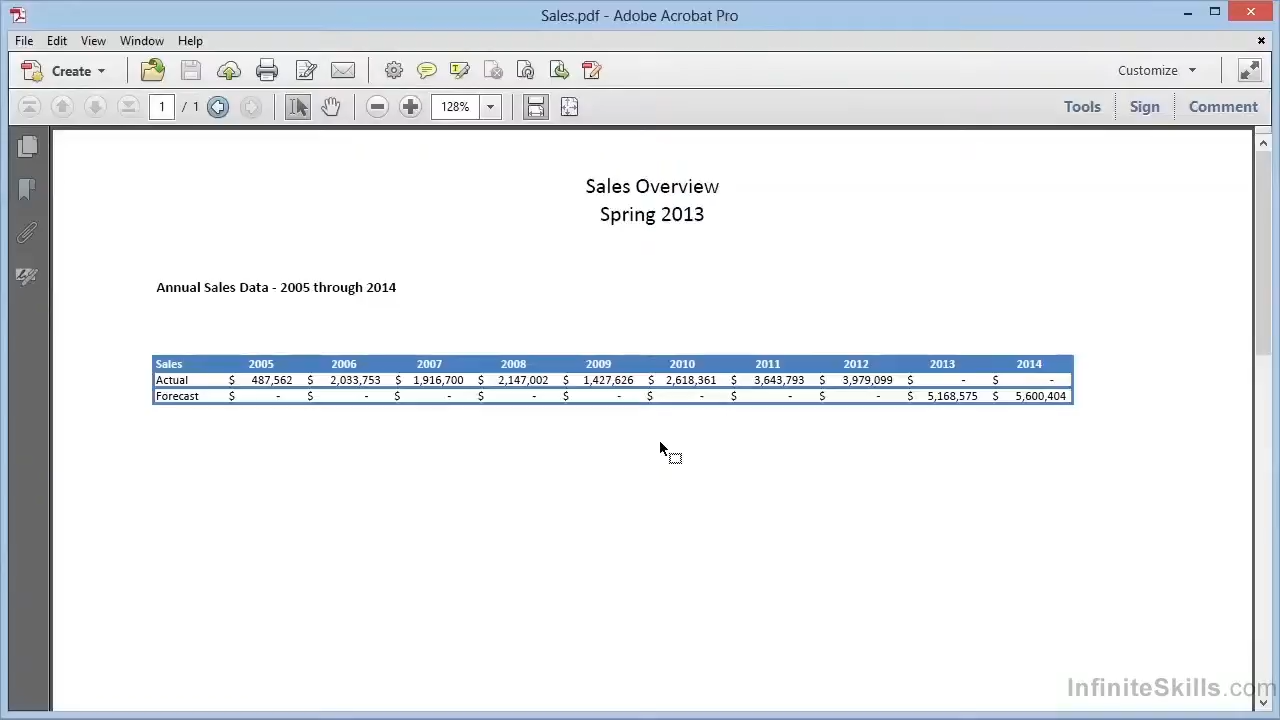 Sales.pdf - Adobe Acrobat Pro
File Edit View Window Help
Create Customize
1 / 1 128% Tools Sign Comment
Sales Overview
Spring 2013
Annual Sales Data - 2005 through 2014
Sales 2005 2006 2007 2008 2009 2010 2011 2012 2013 2014
Actual $ 487,562 $ 2,033,753 $ 1,916,700 $ 2,147,002 $ 1,427,626 $ 2,618,361 $ 3,643,793 $ 3,979,099 $ - $ -
Forecast $ - $ - $ - $ - $ - $ - $ - $ - $ 5,168,575 $ 5,600,404
InfiniteSkills.com